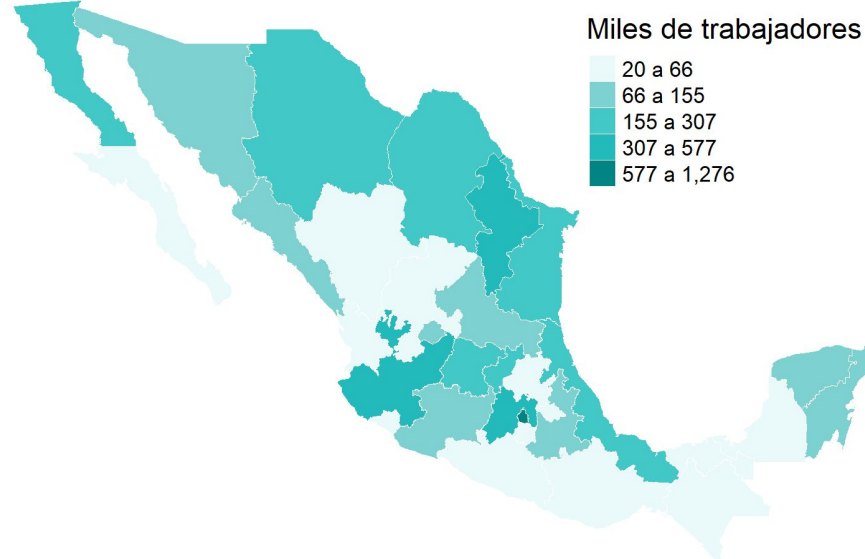 Miles de trabajadores
20 a 66
66 a 155
155 a 307
307 a 577
577 a 1,276